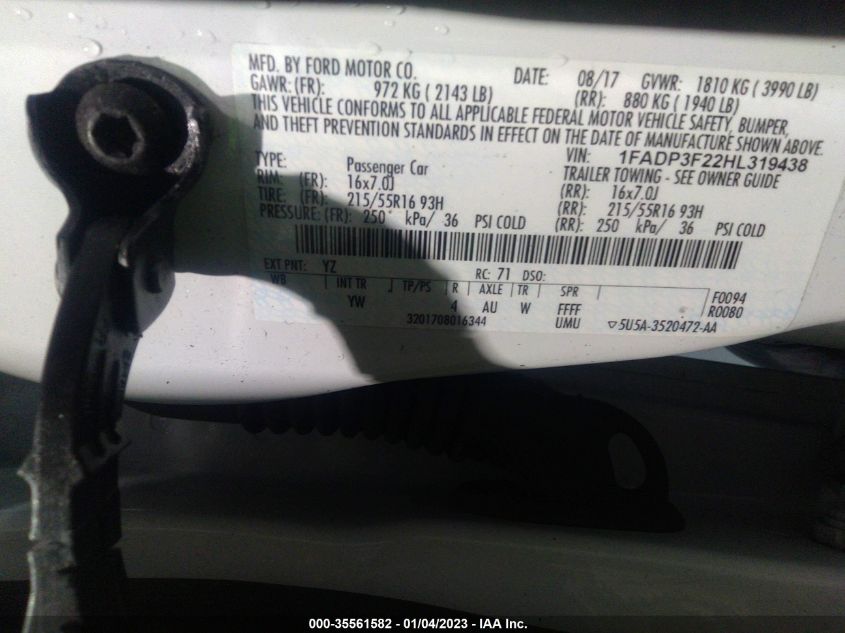 MFD. BY FORD MOTOR CO. DATE: 08/17 GVWR: 1810 KG ( 3990 LB)
GAWR: (FR): 972 KG ( 2143 LB) (RR): 880 KG ( 1940 LB)
THIS VEHICLE CONFORMS TO ALL APPLICABLE FEDERAL MOTOR VEHICLE SAFETY, BUMPER,
AND THEFT PREVENTION STANDARDS IN EFFECT ON THE DATE OF MANUFACTURE SHOWN ABOVE.
VIN: 1FADP3F22HL319438
TYPE: Passenger Car TRAILER TOWING - SEE OWNER GUIDE
RIM: (FR): 16x7.0J (RR): 16x7.0J
TIRE: (FR): 215/55R16 93H (RR): 215/55R16 93H
PRESSURE: (FR): 250 kPa/ 36 PSI COLD (RR): 250 kPa/ 36 PSI COLD
EXT PNT: YZ RC: 71 DSO:
WB INT TR TP/PS R AXLE TR SPR F0094
YW 4 AU W FFFF R0080
3201708016344 UMU ▽5U5A-3520472-AA
000-35561582 - 01/04/2023 - IAA Inc.